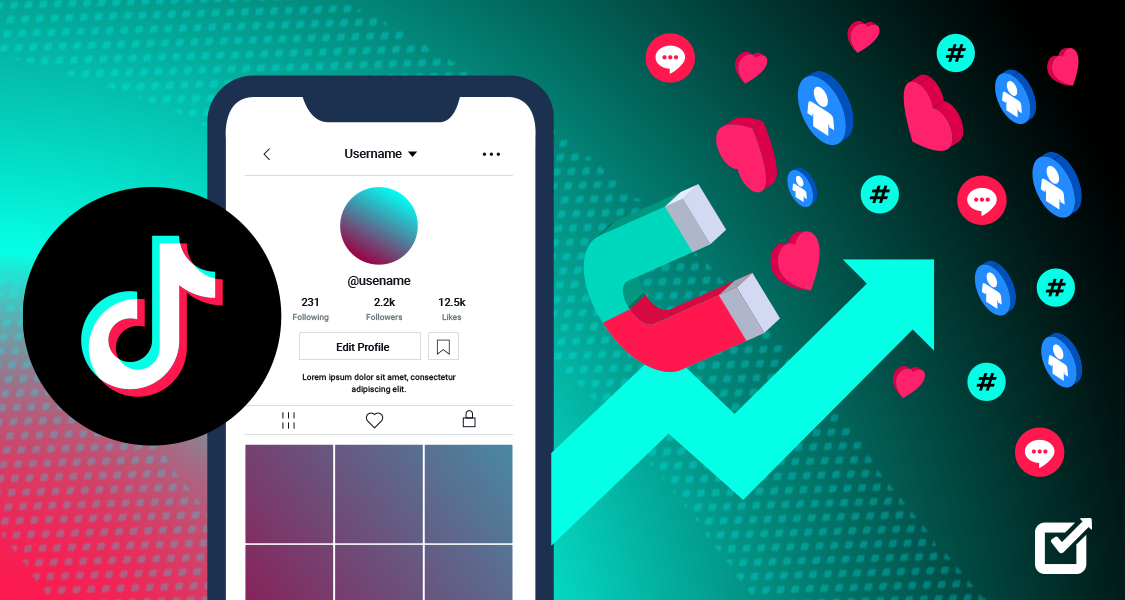 Username
@usename
231 2.2k 12.5k
Following Followers Likes
Edit Profile
Lorem ipsum dolor sit amet, consectetur
adipiscing elit.
#
#
#
#